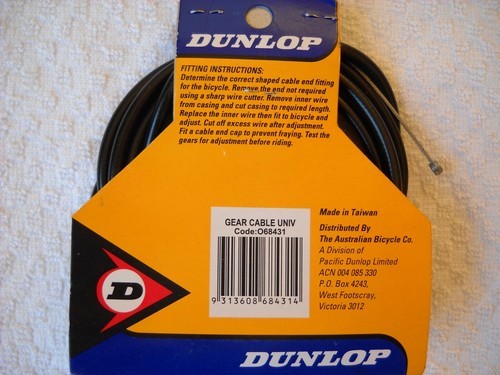 DUNLOP
FITTING INSTRUCTIONS:
Determine the correct shaped cable end fitting
for the bicycle. Remove the end not required
using a sharp wire cutter. Remove inner wire
from casing and cut casing to required length.
Replace the inner wire then fit to bicycle and
adjust. Cut off excess wire after adjustment.
Fit a cable end cap to prevent fraying. Test
the gears for adjustment before riding.
GEAR CABLE UNIV
Code:O68431
9 313608 684314
Made in Taiwan
Distributed By
The Australian Bicycle Co.
A Division of
Pacific Dunlop Limited
ACN 004 085 330
P.O. Box 4243,
West Footscray,
Victoria 3012
D
DUNLOP